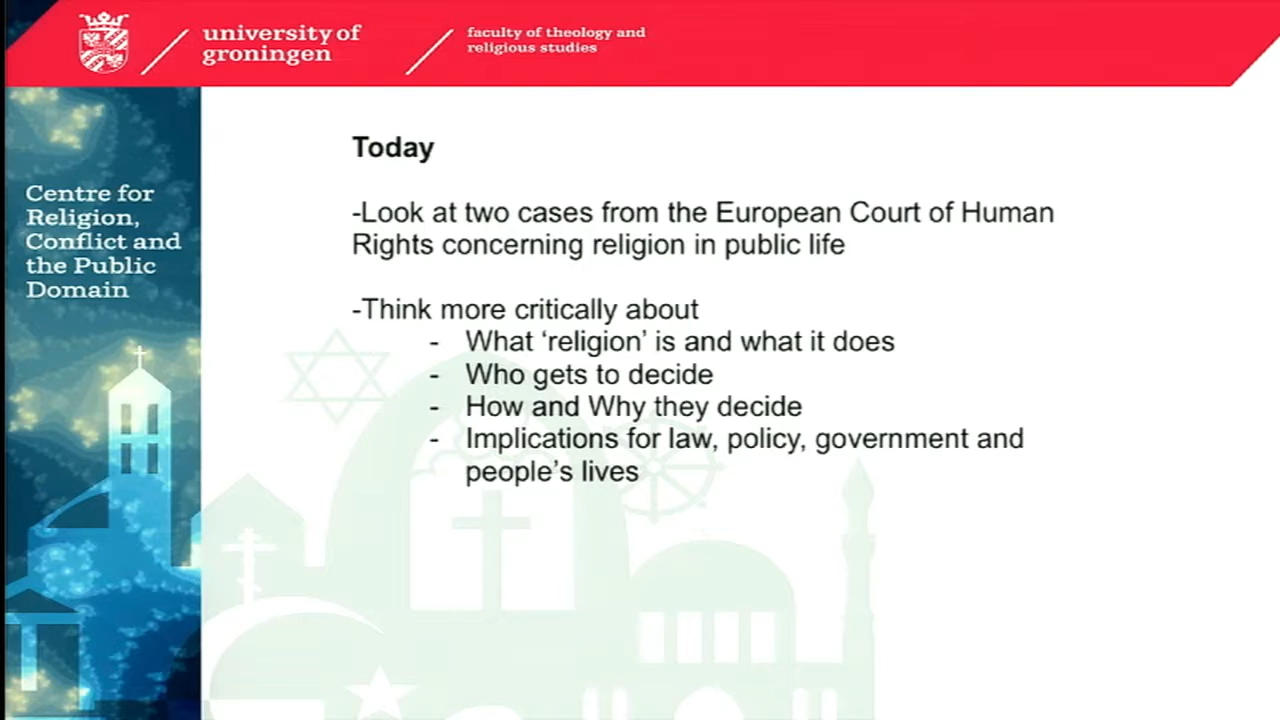 university of
groningen
faculty of theology and
religious studies
Centre for
Religion,
Conflict and
the Public
Domain
Today
-Look at two cases from the European Court of Human
Rights concerning religion in public life
-Think more critically about
- What ‘religion’ is and what it does
- Who gets to decide
- How and Why they decide
- Implications for law, policy, government and
people’s lives